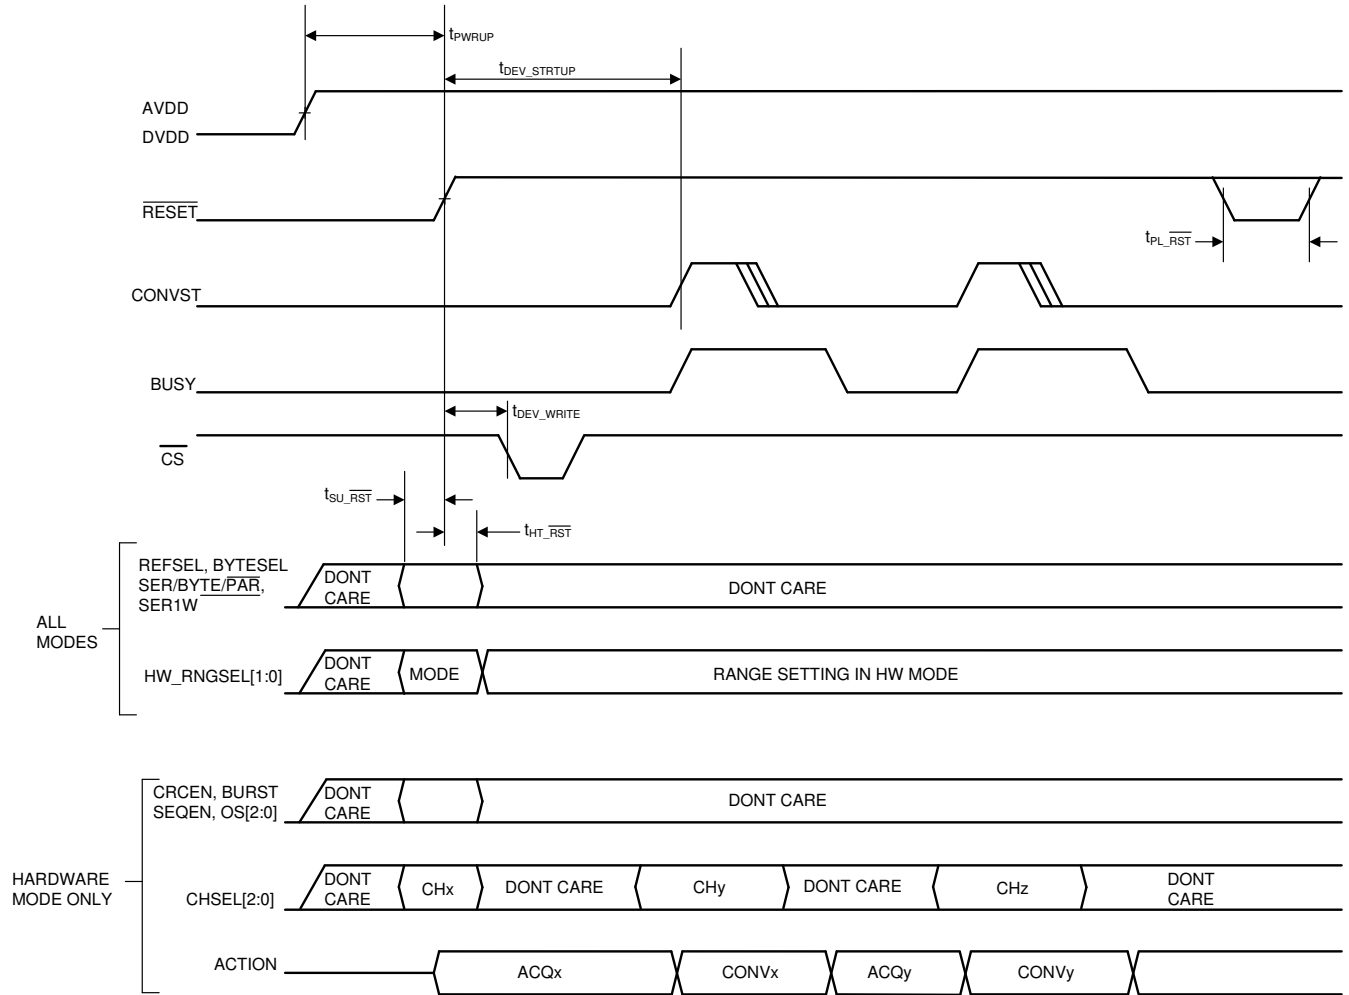 tPWRUP
tDEV_STRTUP
AVDD
DVDD
RESET
tPL_RST
CONVST
BUSY
tDEV_WRITE
CS
tSU_RST
tHT_RST
REFSEL, BYTESEL
SER/BYTE/PAR,
SER1W
DONT
CARE
DONT CARE
ALL
MODES
HW_RNGSEL[1:0]
DONT
CARE
MODE
RANGE SETTING IN HW MODE
CRCEN, BURST
SEQEN, OS[2:0]
DONT
CARE
DONT CARE
HARDWARE
MODE ONLY
CHSEL[2:0]
DONT
CARE
CHx
DONT CARE
CHy
DONT CARE
CHz
DONT
CARE
ACTION
ACQx
CONVx
ACQy
CONVy